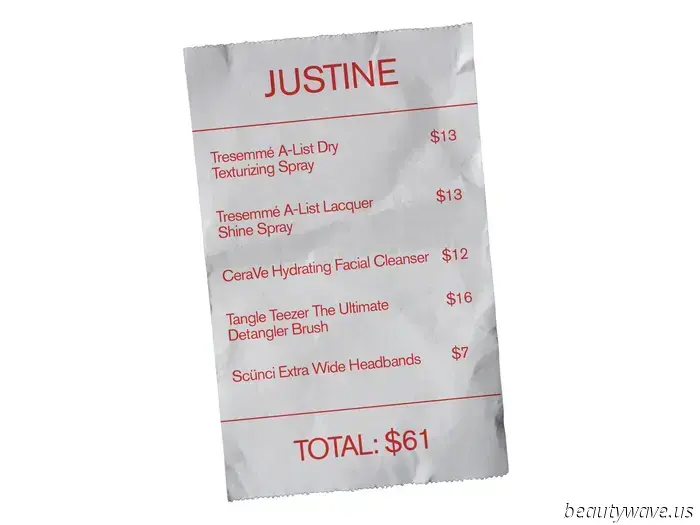 JUSTINE
Tresemmé A-List Dry
Texturizing Spray
$13
Tresemmé A-List Lacquer
Shine Spray
$13
CeraVe Hydrating Facial Cleanser $12
Tangle Teezer The Ultimate
Detangler Brush
$16
Scünci Extra Wide Headbands $7
TOTAL: $61
beautywave.us